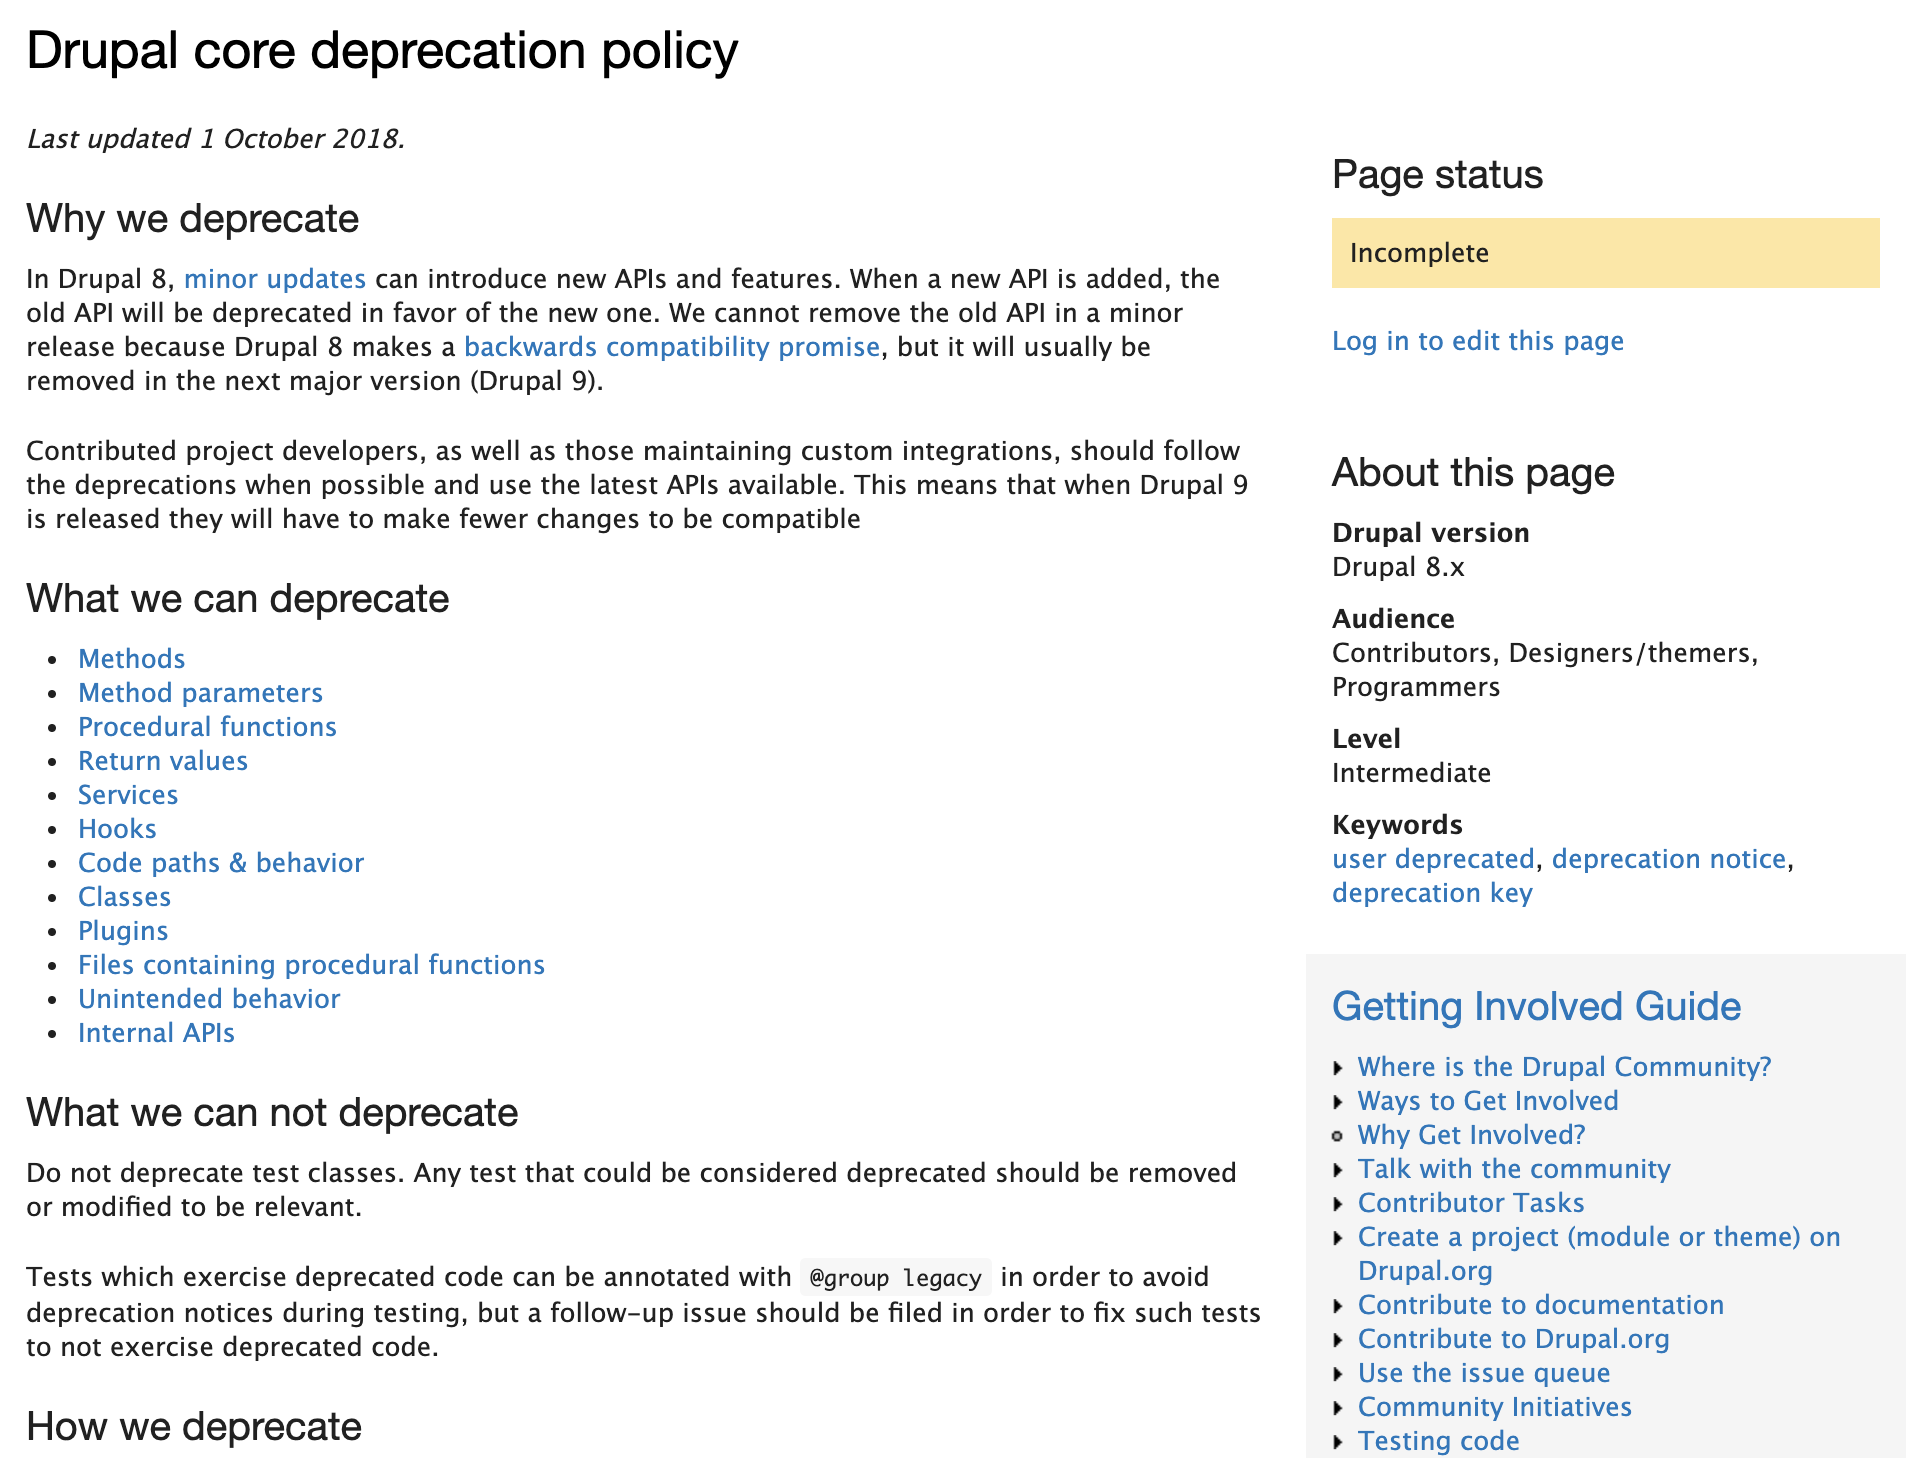 Drupal core deprecation policy
Last updated 1 October 2018.
Why we deprecate
In Drupal 8, minor updates can introduce new APIs and features. When a new API is added, the
old API will be deprecated in favor of the new one. We cannot remove the old API in a minor
release because Drupal 8 makes a backwards compatibility promise, but it will usually be
removed in the next major version (Drupal 9).
Contributed project developers, as well as those maintaining custom integrations, should follow
the deprecations when possible and use the latest APIs available. This means that when Drupal 9
is released they will have to make fewer changes to be compatible
What we can deprecate
Methods
Method parameters
Procedural functions
Return values
Services
Hooks
Code paths & behavior
Classes
Plugins
Files containing procedural functions
Unintended behavior
Internal APIs
What we can not deprecate
Do not deprecate test classes. Any test that could be considered deprecated should be removed
or modified to be relevant.
Tests which exercise deprecated code can be annotated with @group legacy in order to avoid
deprecation notices during testing, but a follow-up issue should be filed in order to fix such tests
to not exercise deprecated code.
How we deprecate
Page status
Incomplete
Log in to edit this page
About this page
Drupal version
Drupal 8.x
Audience
Contributors, Designers/themers,
Programmers
Level
Intermediate
Keywords
user deprecated, deprecation notice,
deprecation key
Getting Involved Guide
Where is the Drupal Community?
Ways to Get Involved
Why Get Involved?
Talk with the community
Contributor Tasks
Create a project (module or theme) on
Drupal.org
Contribute to documentation
Contribute to Drupal.org
Use the issue queue
Community Initiatives
Testing code